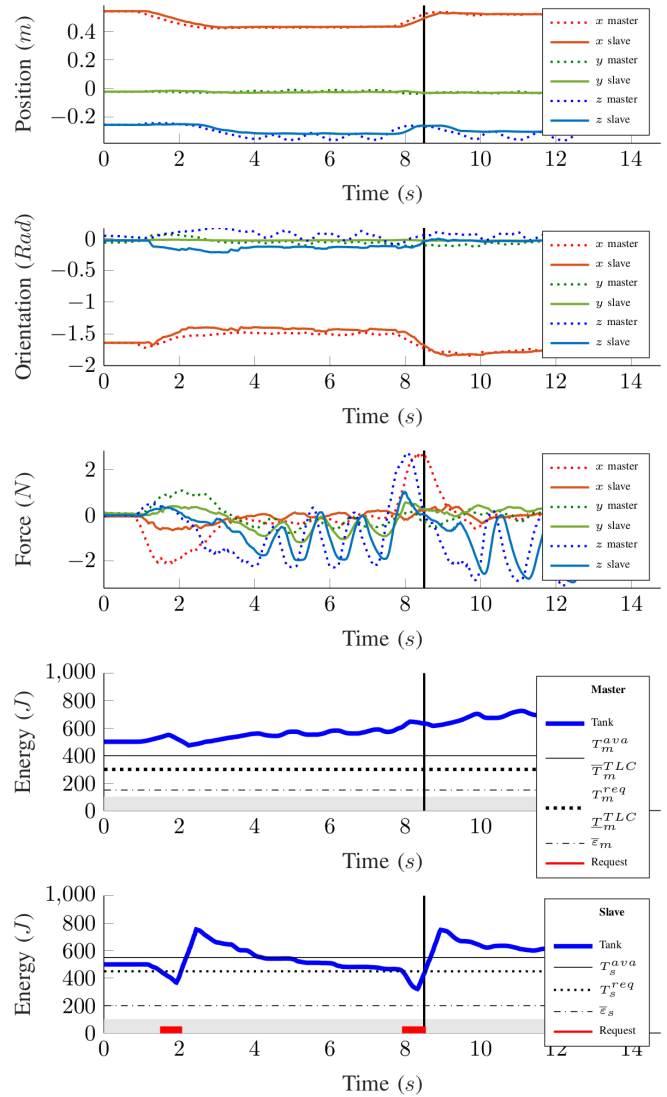 Position (m)
0.4
0
−0.2
0 2 4 6 8 10 12 14
Time (s)
x master
x slave
y master
y slave
z master
z slave
Orientation (Rad)
0
−0.5
−1
−1.5
−2
0 2 4 6 8 10 12 14
Time (s)
x master
x slave
y master
y slave
z master
z slave
Force (N)
2
0
−2
0 2 4 6 8 10 12 14
Time (s)
x master
x slave
y master
y slave
z master
z slave
Energy (J)
1,000
800
600
400
200
0
0 2 4 6 8 10 12 14
Time (s)
Master
Tank
T_m^{ava}
\overline{T}_m^{TLC}
T_m^{req}
\underline{T}_m^{TLC}
\overline{ε}_m
Request
Energy (J)
1,000
800
600
400
200
0
0 2 4 6 8 10 12 14
Time (s)
Slave
Tank
T_s^{ava}
T_s^{req}
\overline{ε}_s
Request